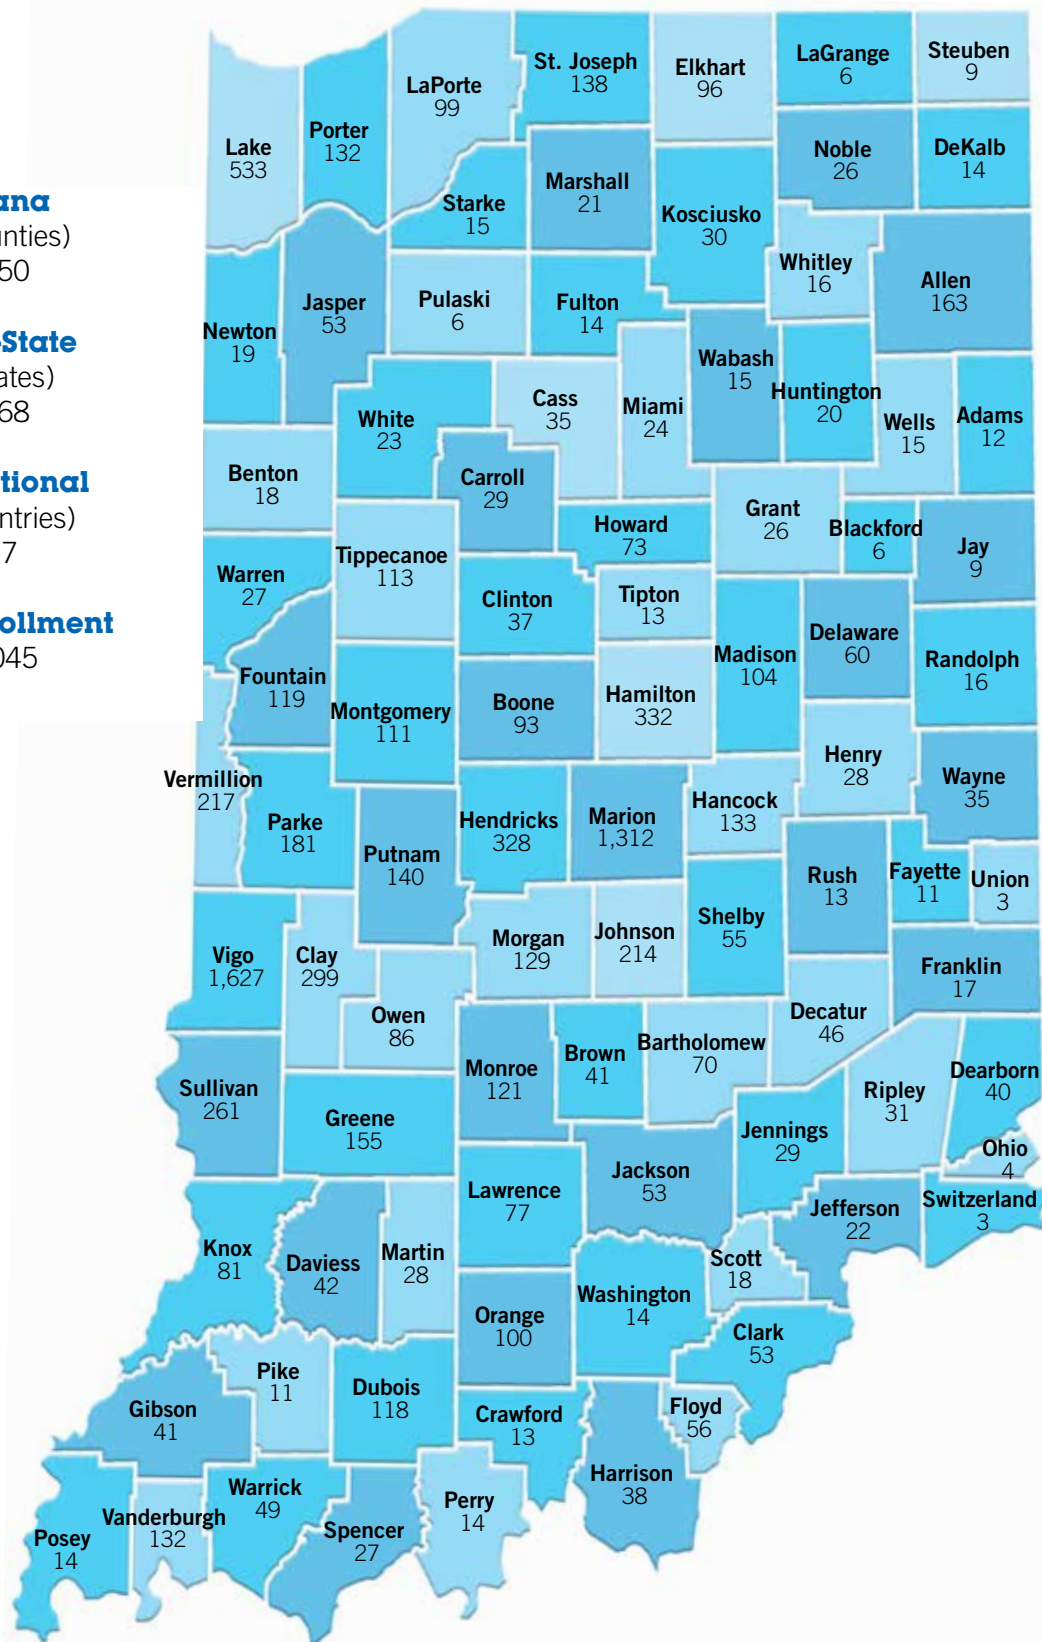 ana
unties)
50
-State
ates)
68
tional
ntries)
7
ollment
045
Lake
533
Porter
132
LaPorte
99
St. Joseph
138
Elkhart
96
LaGrange
6
Steuben
9
Starke
15
Marshall
21
Kosciusko
30
Noble
26
DeKalb
14
Whitley
16
Allen
163
Newton
19
Jasper
53
Pulaski
6
Fulton
14
Wabash
15
Huntington
20
Wells
15
Adams
12
White
23
Cass
35
Miami
24
Benton
18
Carroll
29
Howard
73
Grant
26
Blackford
6
Jay
9
Warren
27
Tippecanoe
113
Clinton
37
Tipton
13
Madison
104
Delaware
60
Randolph
16
Fountain
119
Montgomery
111
Boone
93
Hamilton
332
Henry
28
Wayne
35
Vermillion
217
Parke
181
Putnam
140
Hendricks
328
Marion
1,312
Hancock
133
Rush
13
Fayette
11
Union
3
Vigo
1,627
Clay
299
Owen
86
Morgan
129
Johnson
214
Shelby
55
Franklin
17
Decatur
46
Sullivan
261
Greene
155
Monroe
121
Brown
41
Bartholomew
70
Jennings
29
Ripley
31
Dearborn
40
Ohio
4
Switzerland
3
Jefferson
22
Jackson
53
Lawrence
77
Knox
81
Daviess
42
Martin
28
Orange
100
Washington
14
Scott
18
Clark
53
Gibson
41
Pike
11
Dubois
118
Crawford
13
Floyd
56
Harrison
38
Posey
14
Vanderburgh
132
Warrick
49
Spencer
27
Perry
14